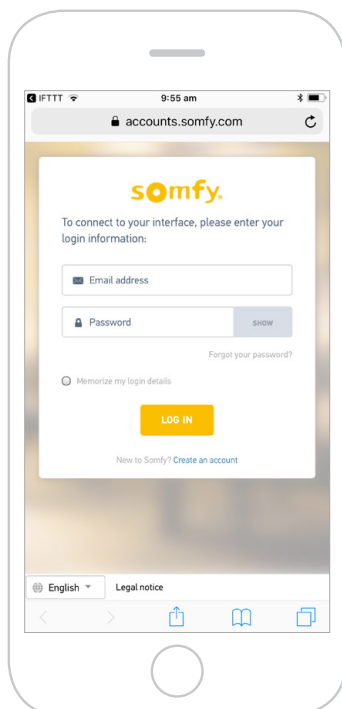 IFTTT 9:55 am
accounts.somfy.com
somfy.
To connect to your interface, please enter your
login information:
Email address
Password SHOW
Forgot your password?
Memorize my login details
LOG IN
New to Somfy? Create an account
English Legal notice